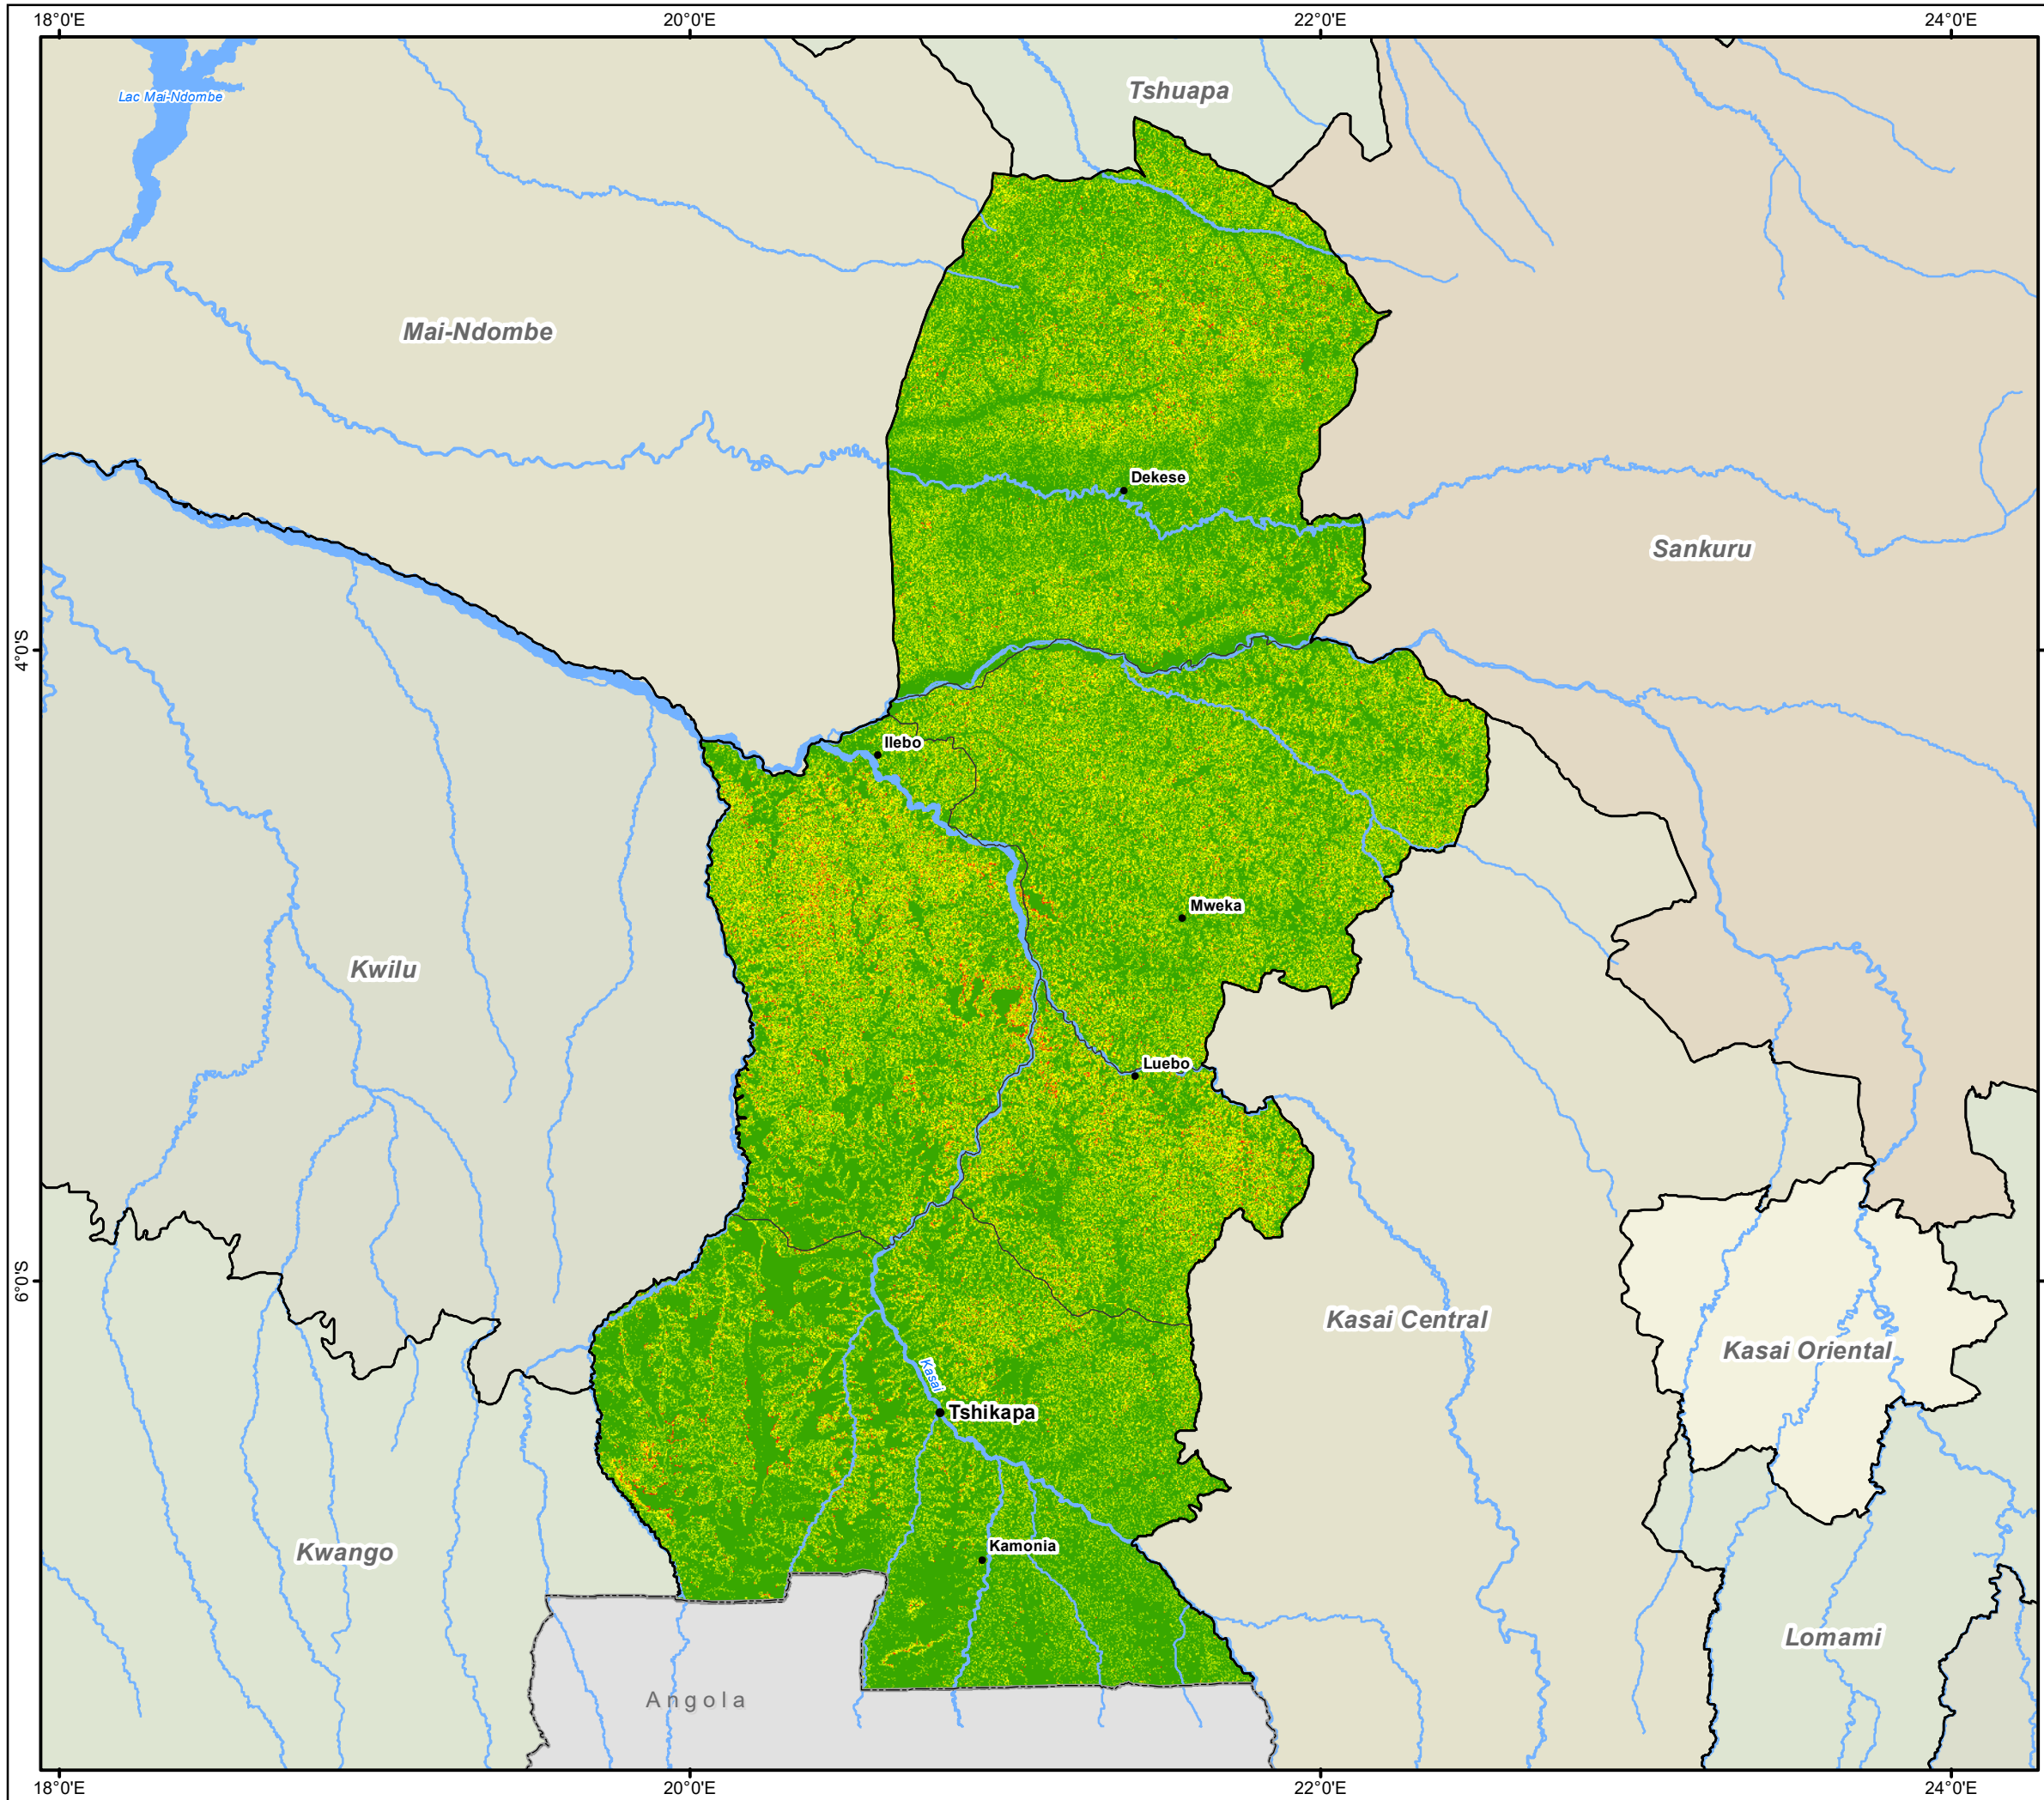 18°0'E 20°0'E 22°0'E 24°0'E
Tshuapa
Lac Mai-Ndombe
Mai-Ndombe
Dekese
Sankuru
4°0'S
Ilebo
Mweka
Kwilu
Luebo
6°0'S
Kasai Central
Kasai Oriental
Kasai
Tshikapa
Kamonia
Kwango
Lomami
Angola
18°0'E 20°0'E 22°0'E 24°0'E